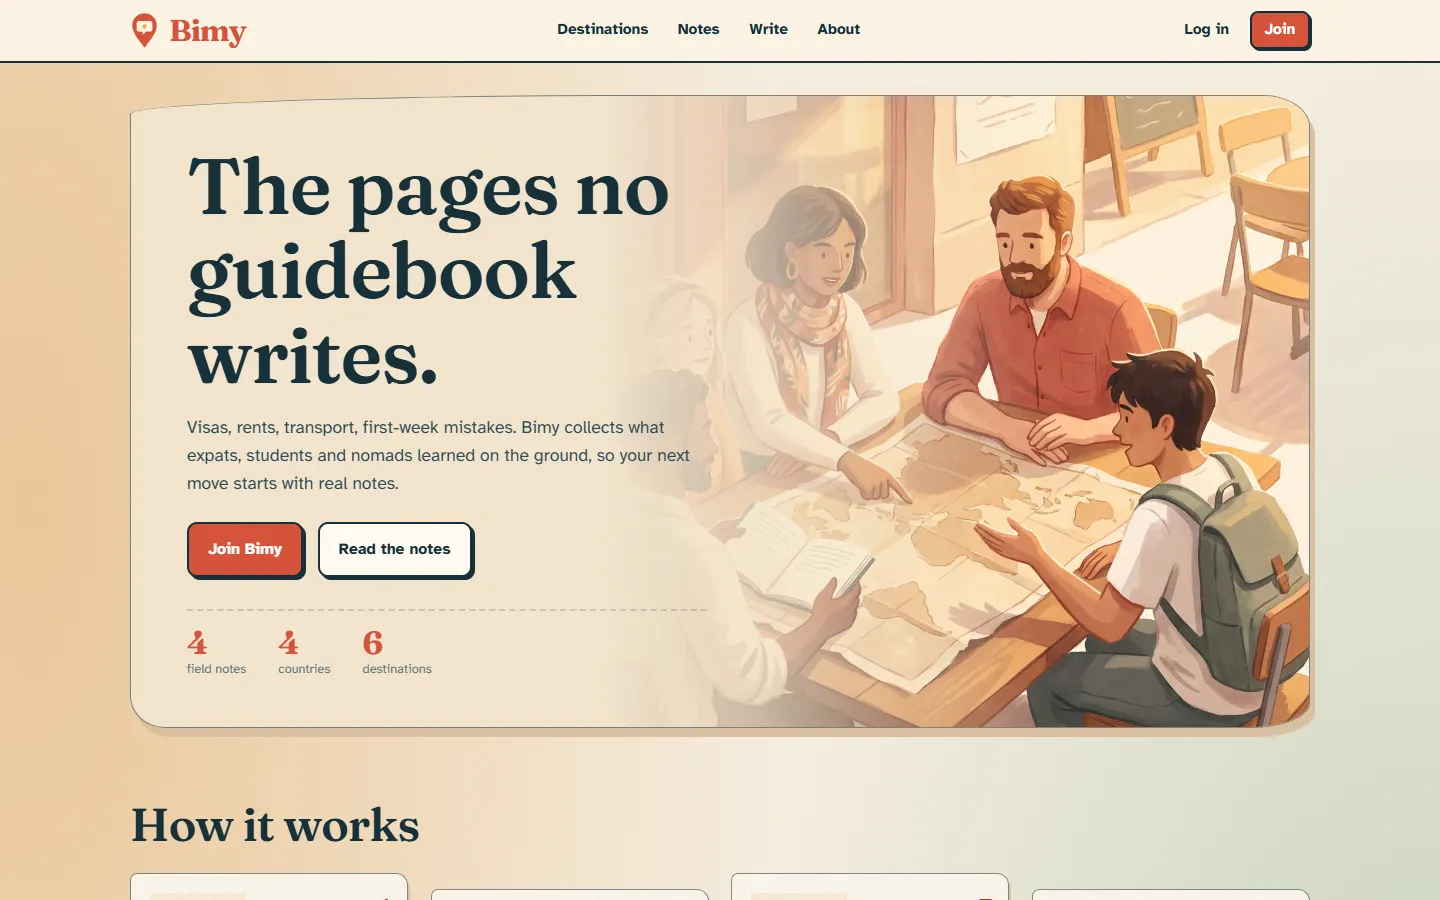 Bimy
Destinations
Notes
Write
About
Log in
Join
The pages no
guidebook
writes.
Visas, rents, transport, first-week mistakes. Bimy collects what
expats, students and nomads learned on the ground, so your next
move starts with real notes.
Join Bimy
Read the notes
4
field notes
4
countries
6
destinations
How it works